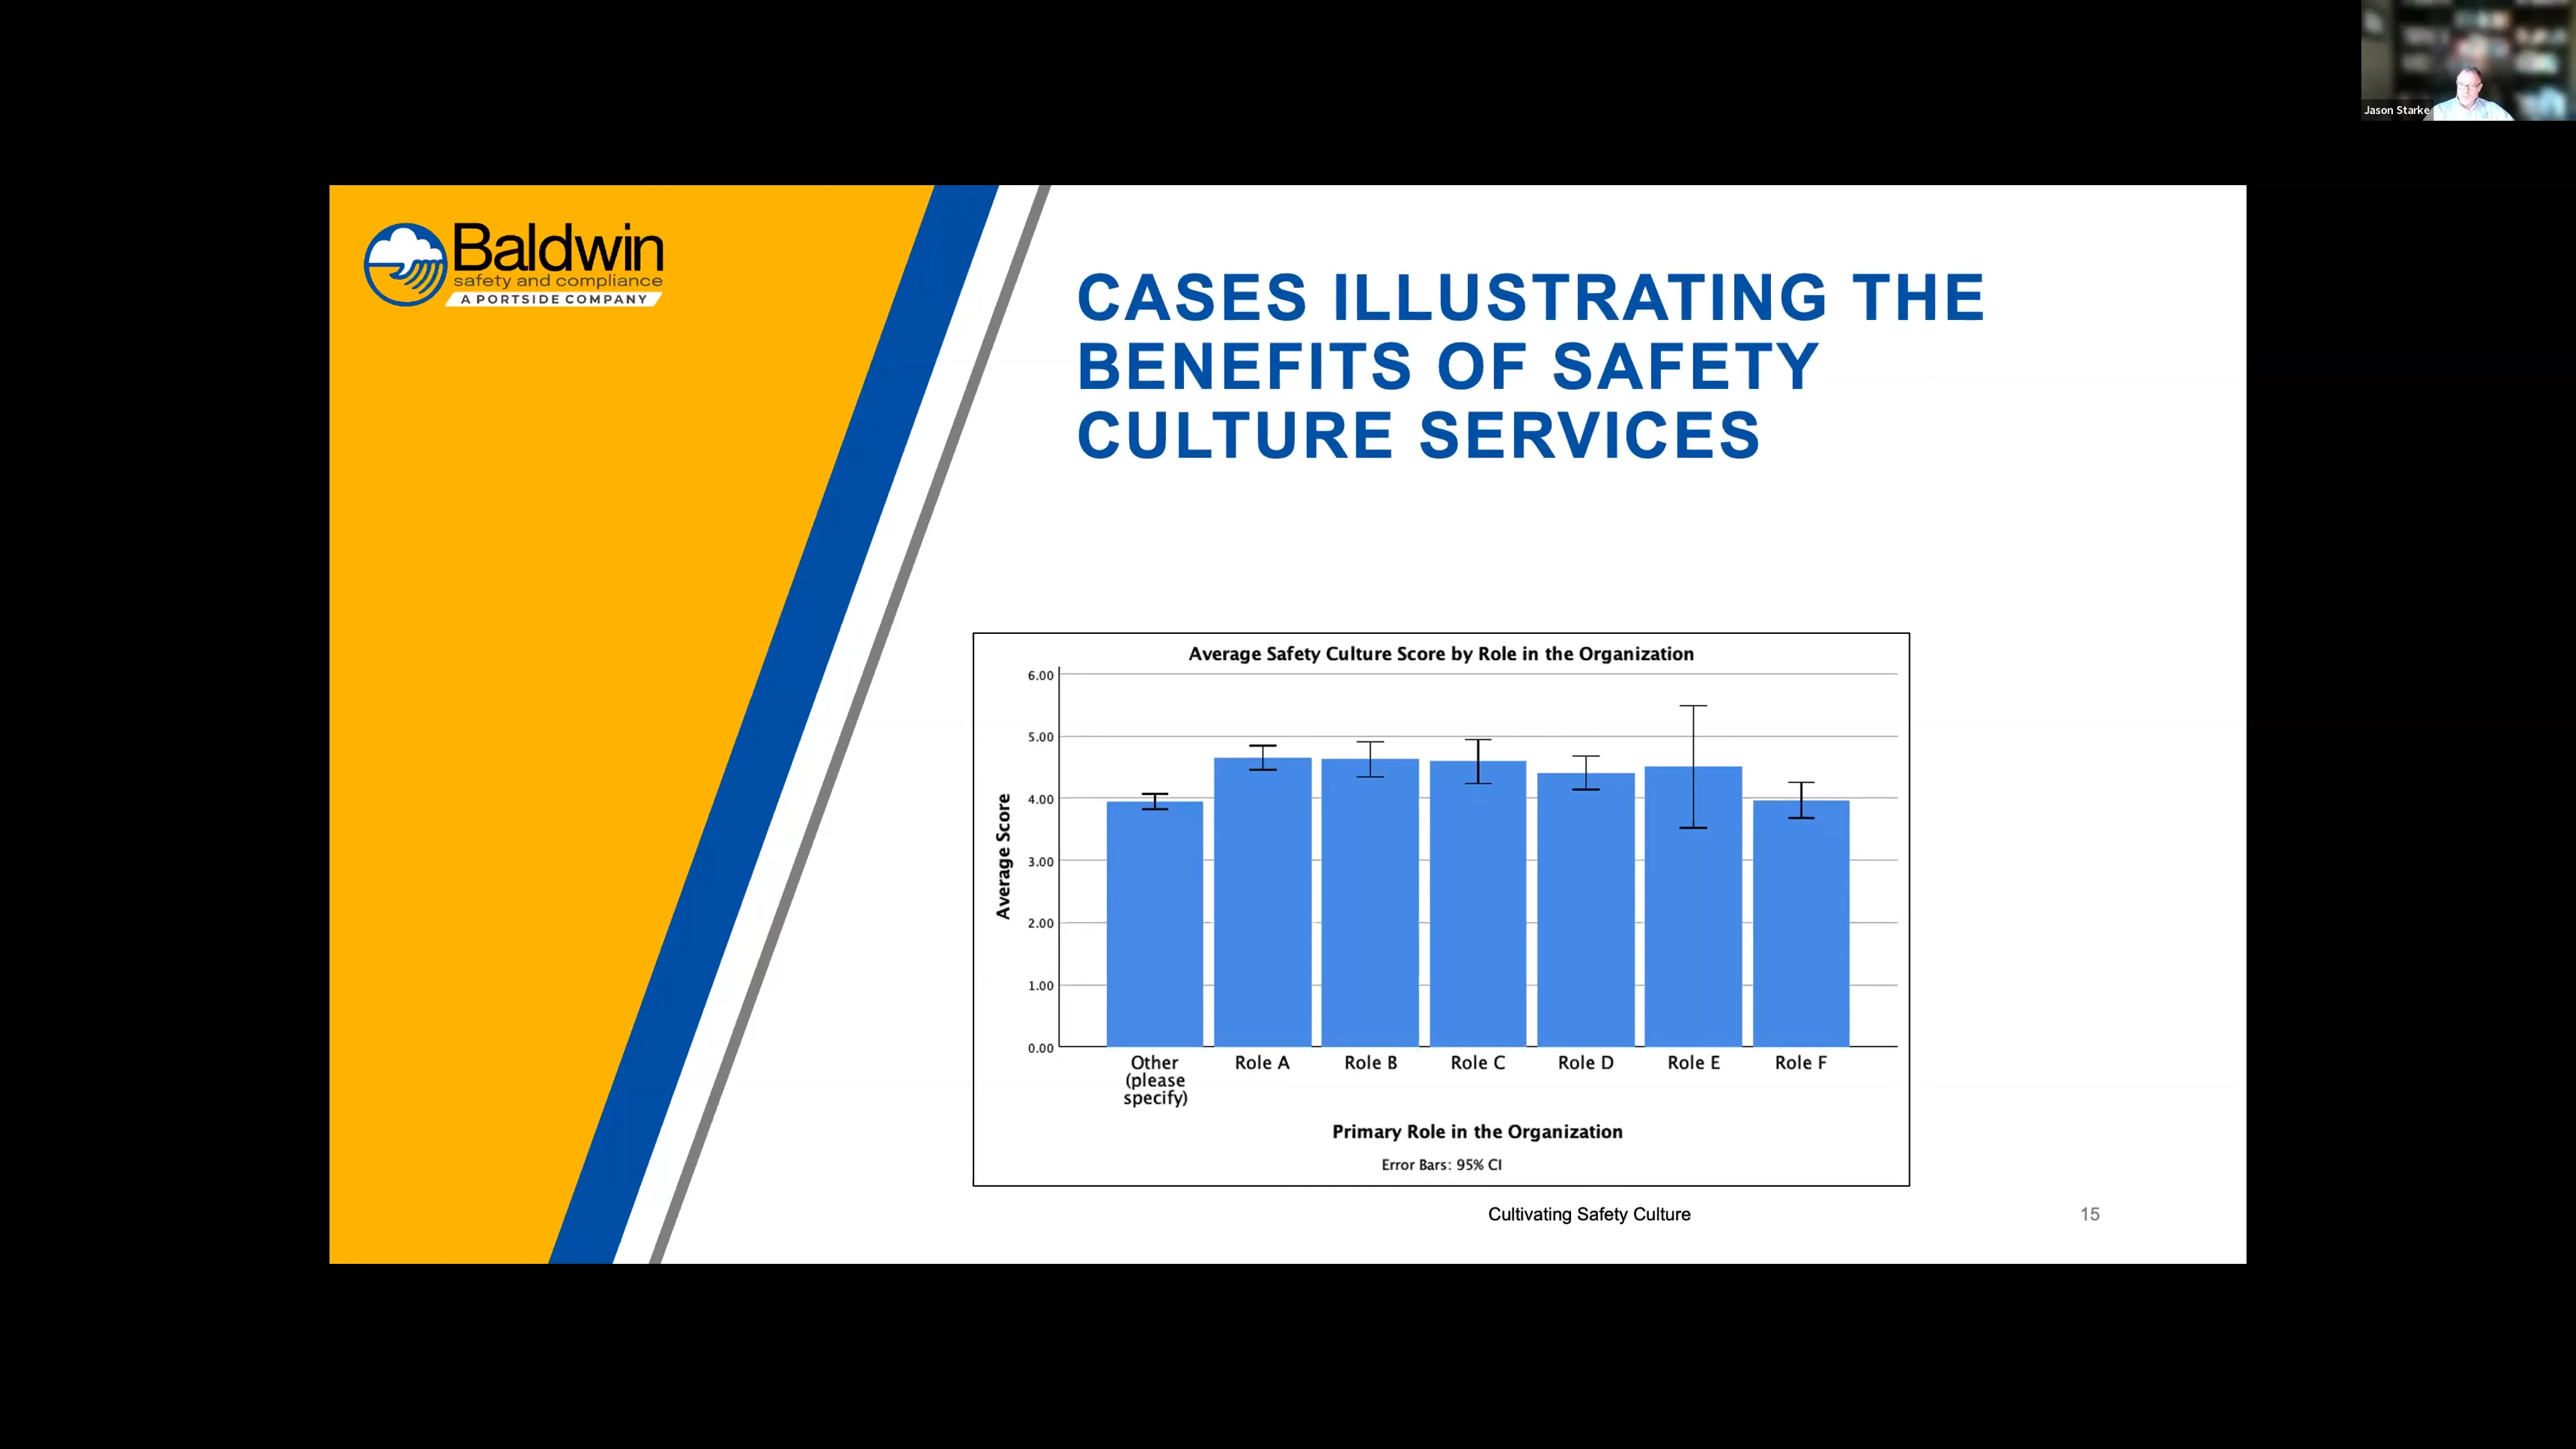 Jason Starke
Baldwin
safety and compliance
A PORTSIDE COMPANY
CASES ILLUSTRATING THE
BENEFITS OF SAFETY
CULTURE SERVICES
Average Safety Culture Score by Role in the Organization
6.00
5.00
4.00
3.00
2.00
1.00
0.00
Average Score
Other
(please
specify)
Role A
Role B
Role C
Role D
Role E
Role F
Primary Role in the Organization
Error Bars: 95% CI
Cultivating Safety Culture
15